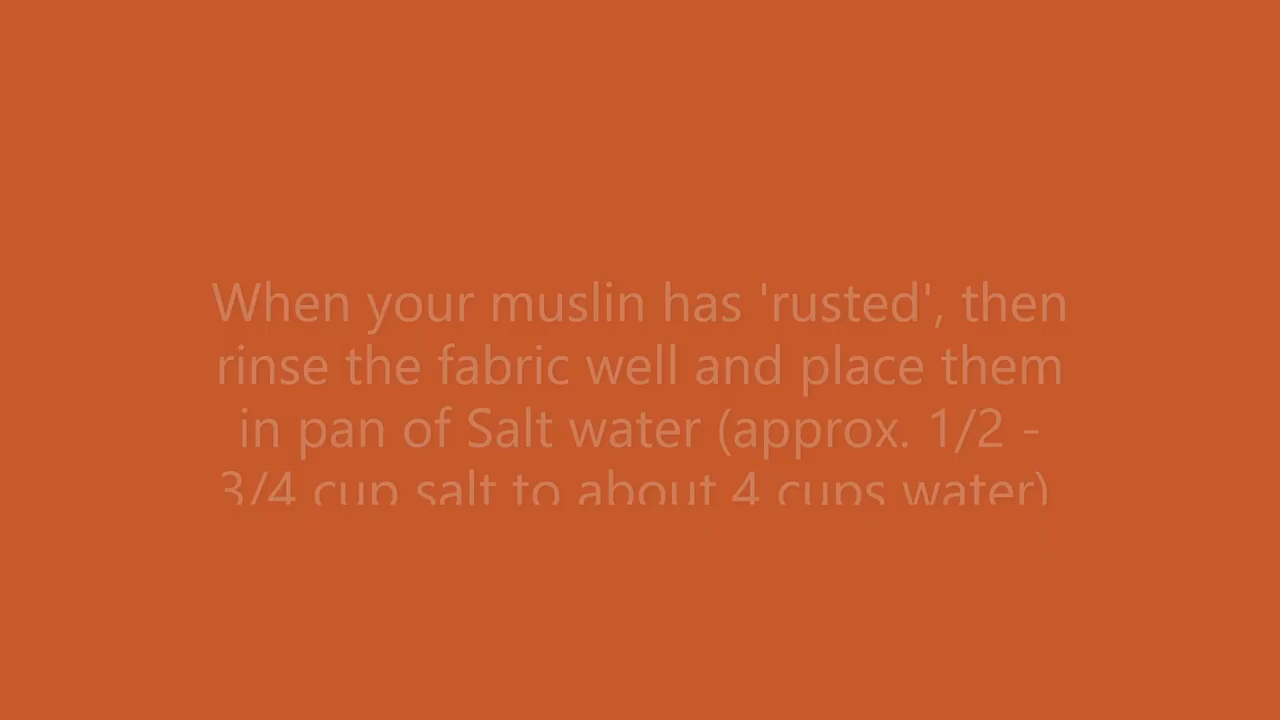 When your muslin has 'rusted', then
rinse the fabric well and place them
in pan of Salt water (approx. 1/2 -
3/4 cup salt to about 4 cups water)